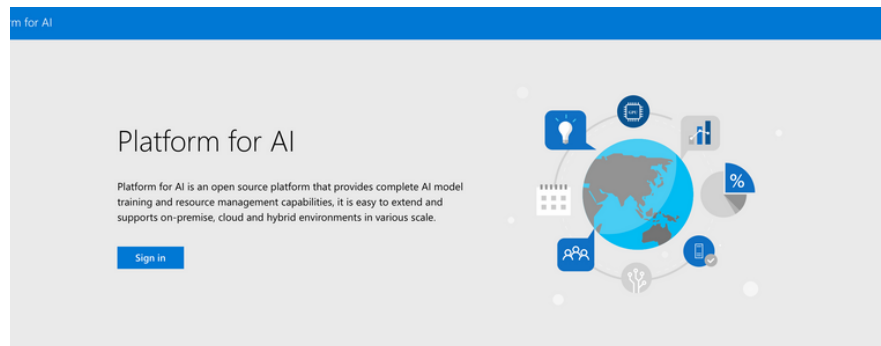 m for AI
Platform for AI
Platform for AI is an open source platform that provides complete AI model
training and resource management capabilities, it is easy to extend and
supports on-premise, cloud and hybrid environments in various scale.
Sign in
%